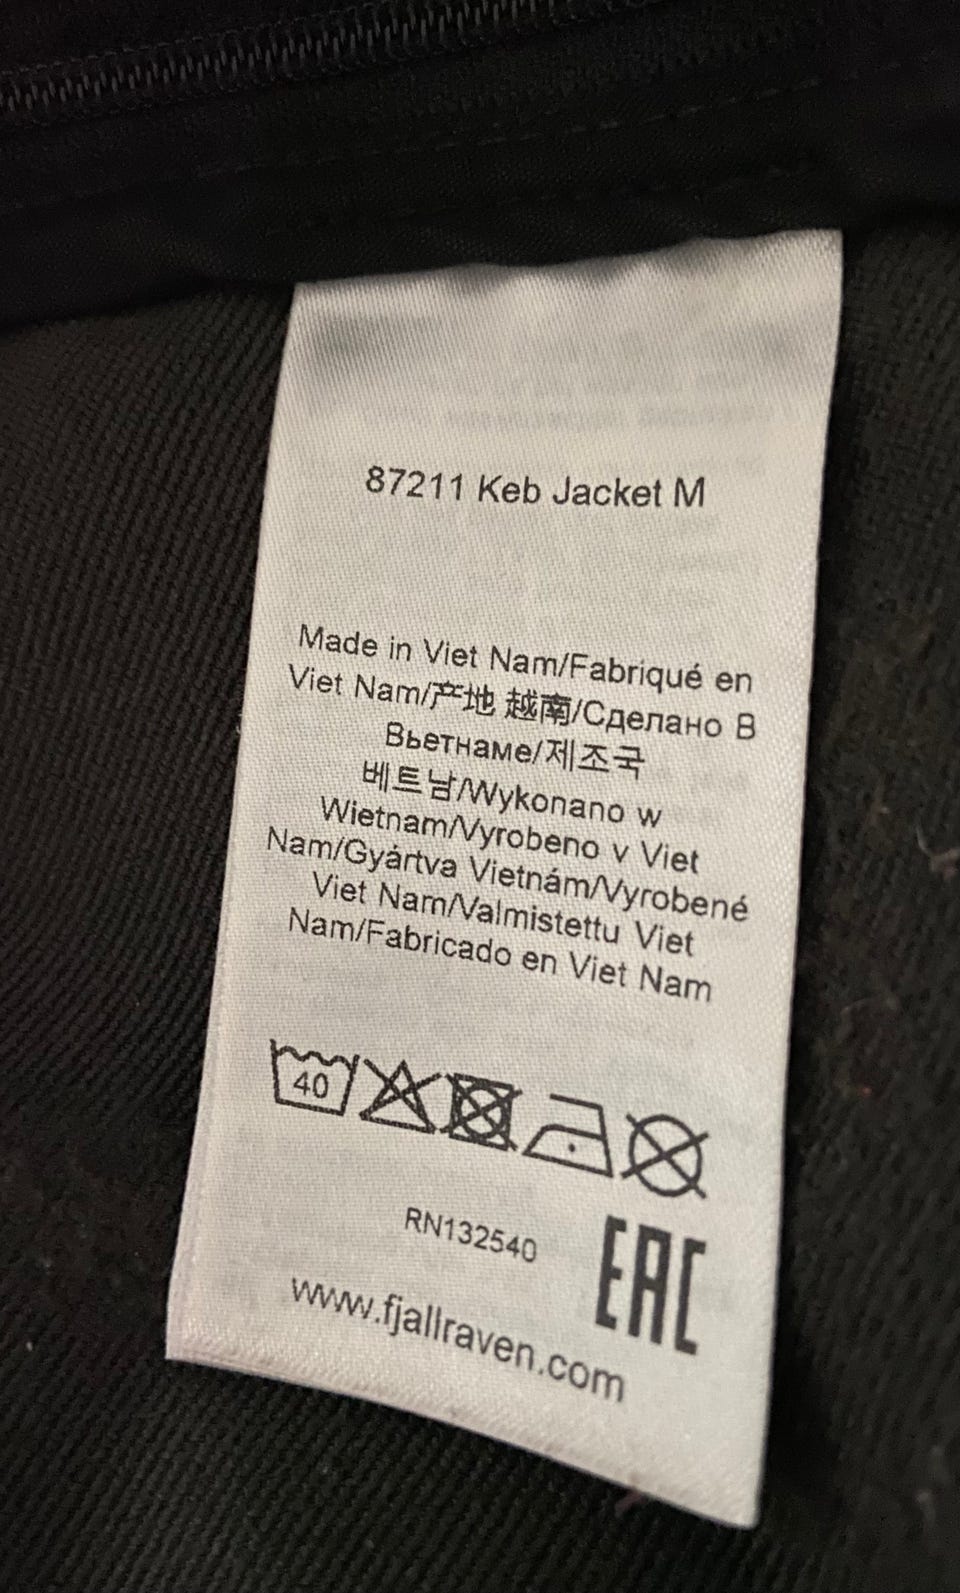 87211 Keb Jacket M
Made in Viet Nam/Fabriqué en
Viet Nam/产地 越南/Сделано В
Вьетнаме/제조국
베트남/Wykonano w
Wietnam/Vyrobeno v Viet
Nam/Gyártva Vietnám/Vyrobené
Viet Nam/Valmistettu Viet
Nam/Fabricado en Viet Nam
40
RN132540
EAC
www.fjallraven.com